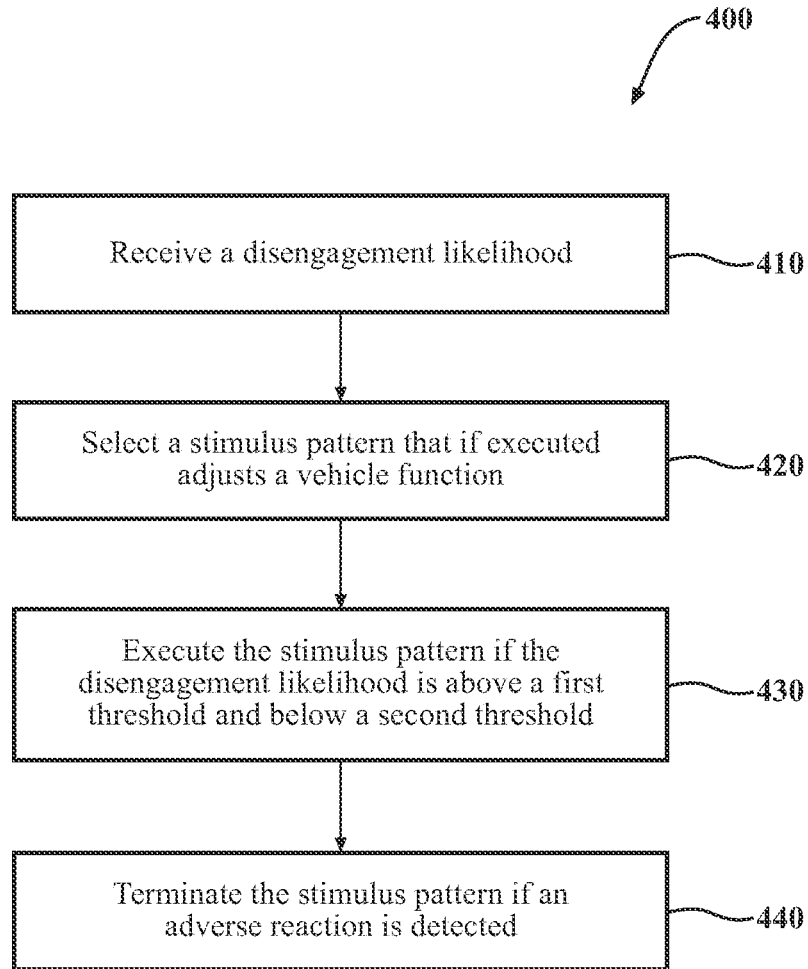 400
Receive a disengagement likelihood
410
Select a stimulus pattern that if executed
adjusts a vehicle function
420
Execute the stimulus pattern if the
disengagement likelihood is above a first
threshold and below a second threshold
430
Terminate the stimulus pattern if an
adverse reaction is detected
440